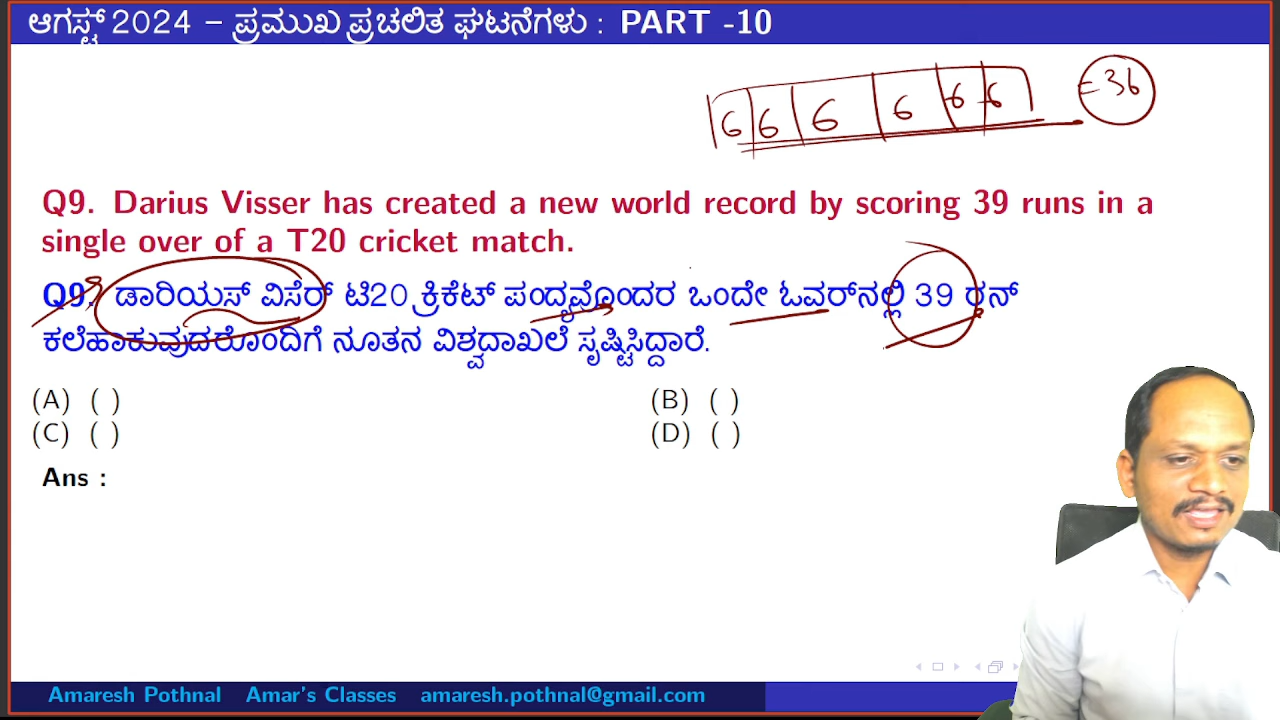 ಆಗಸ್ಟ್ 2024 – ಪ್ರಮುಖ ಪ್ರಚಲಿತ ಘಟನೆಗಳು : PART -10
6 6 6 6 6 6 = 36
Q9. Darius Visser has created a new world record by scoring 39 runs in a
single over of a T20 cricket match.
Q9. ಡಾರಿಯಸ್ ವಿಸೆರ್ ಟಿ20 ಕ್ರಿಕೆಟ್ ಪಂದ್ಯವೊಂದರ ಒಂದೇ ಓವರ್‌ನಲ್ಲಿ 39 ರನ್
ಕಲೆಹಾಕುವುದರೊಂದಿಗೆ ನೂತನ ವಿಶ್ವದಾಖಲೆ ಸೃಷ್ಟಿಸಿದ್ದಾರೆ.
(A) ( ) (B) ( )
(C) ( ) (D) ( )
Ans :
Amaresh Pothnal Amar's Classes amaresh.pothnal@gmail.com